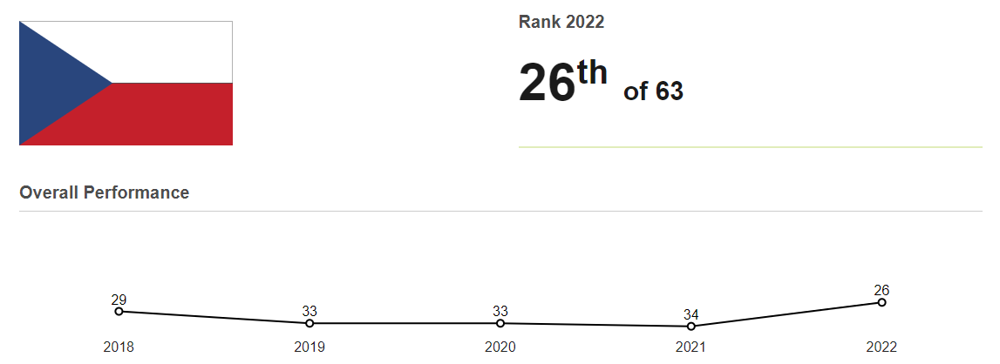 Rank 2022
26th of 63
Overall Performance
29 33 33 34 26
2018 2019 2020 2021 2022